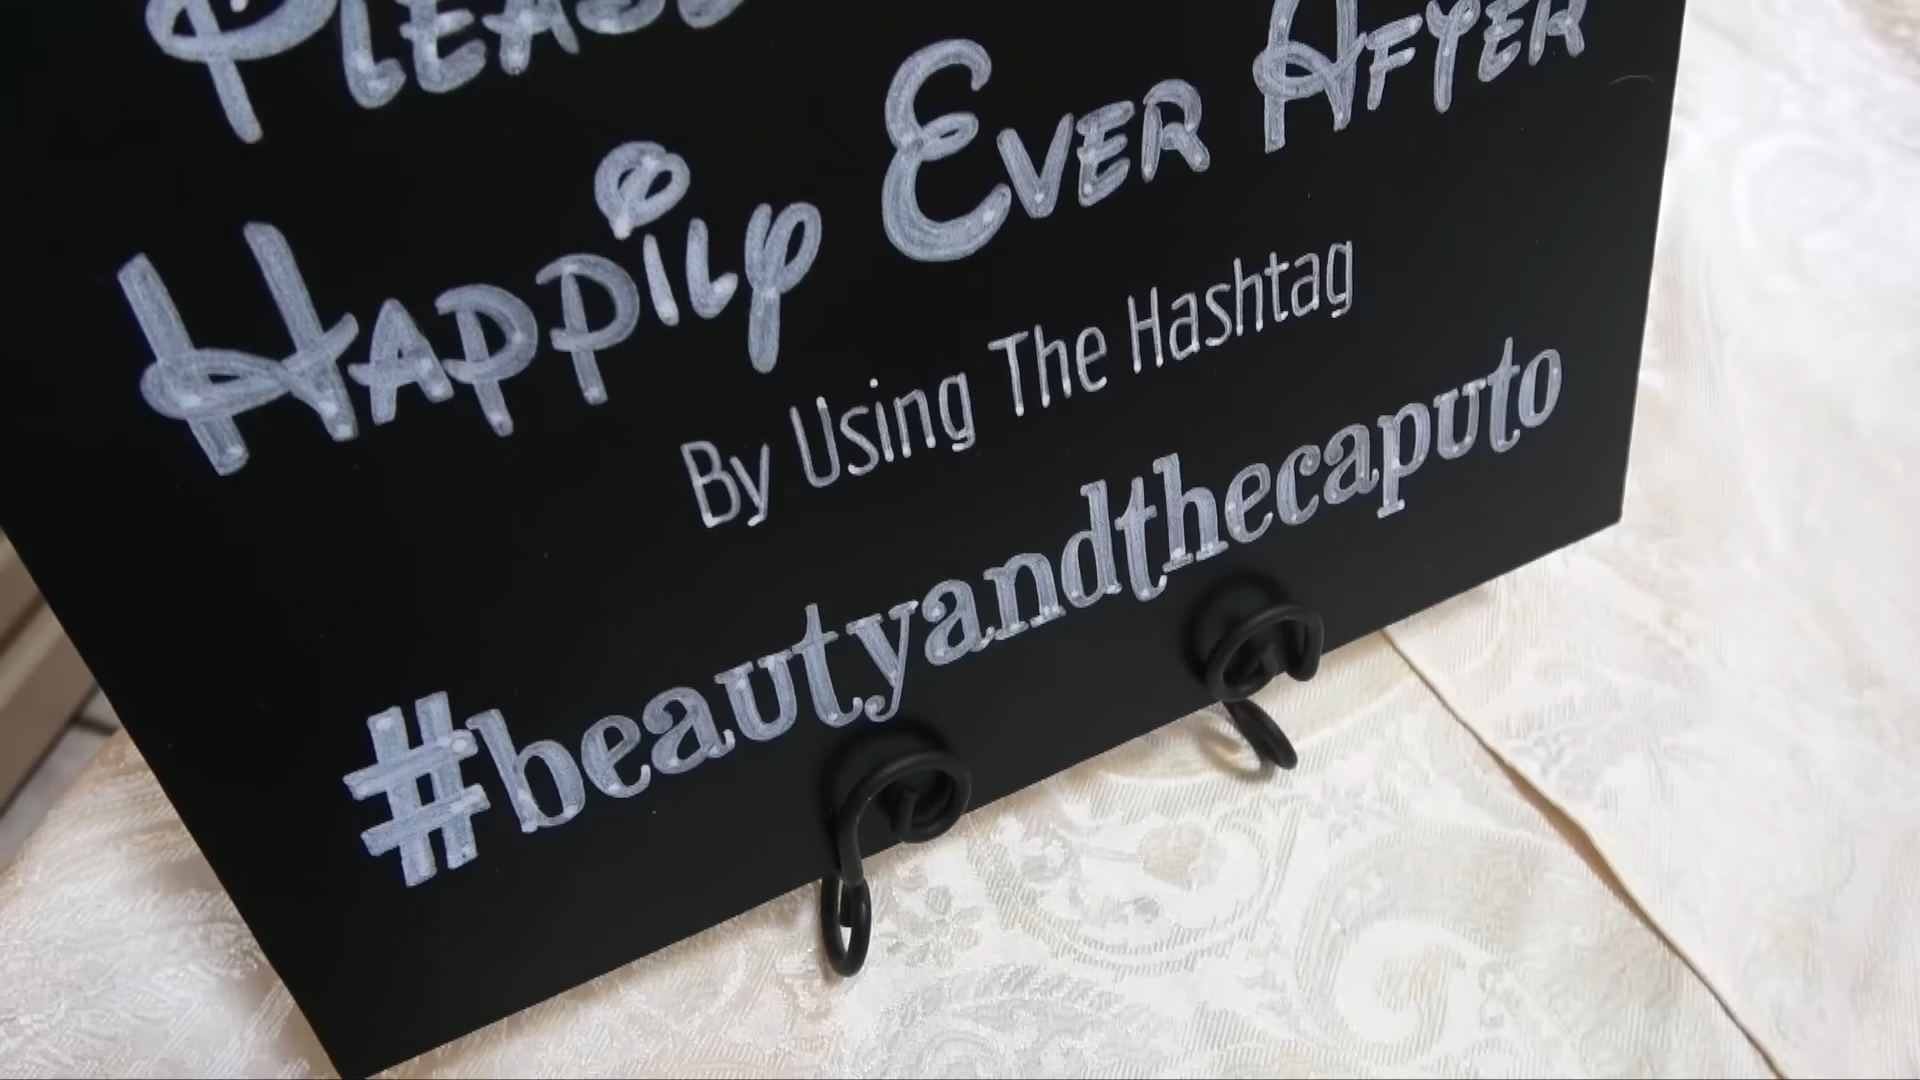 Please
Happily Ever After
By Using The Hashtag
#beautyandthecaputo